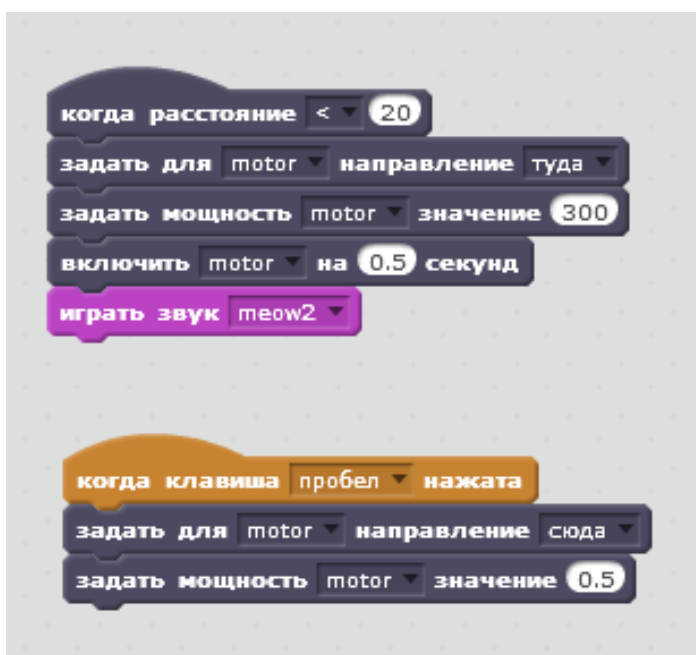 когда расстояние < 20
задать для motor направление туда
задать мощность motor значение 300
включить motor на 0.5 секунд
играть звук meow2
когда клавиша пробел нажата
задать для motor направление сюда
задать мощность motor значение 0.5